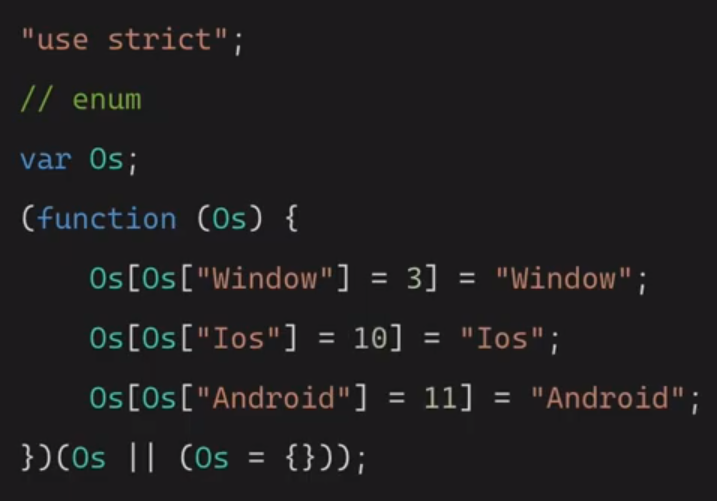 "use strict";
// enum
var Os;
(function (Os) {
    Os[Os["Window"] = 3] = "Window";
    Os[Os["Ios"] = 10] = "Ios";
    Os[Os["Android"] = 11] = "Android";
})(Os || (Os = {}));